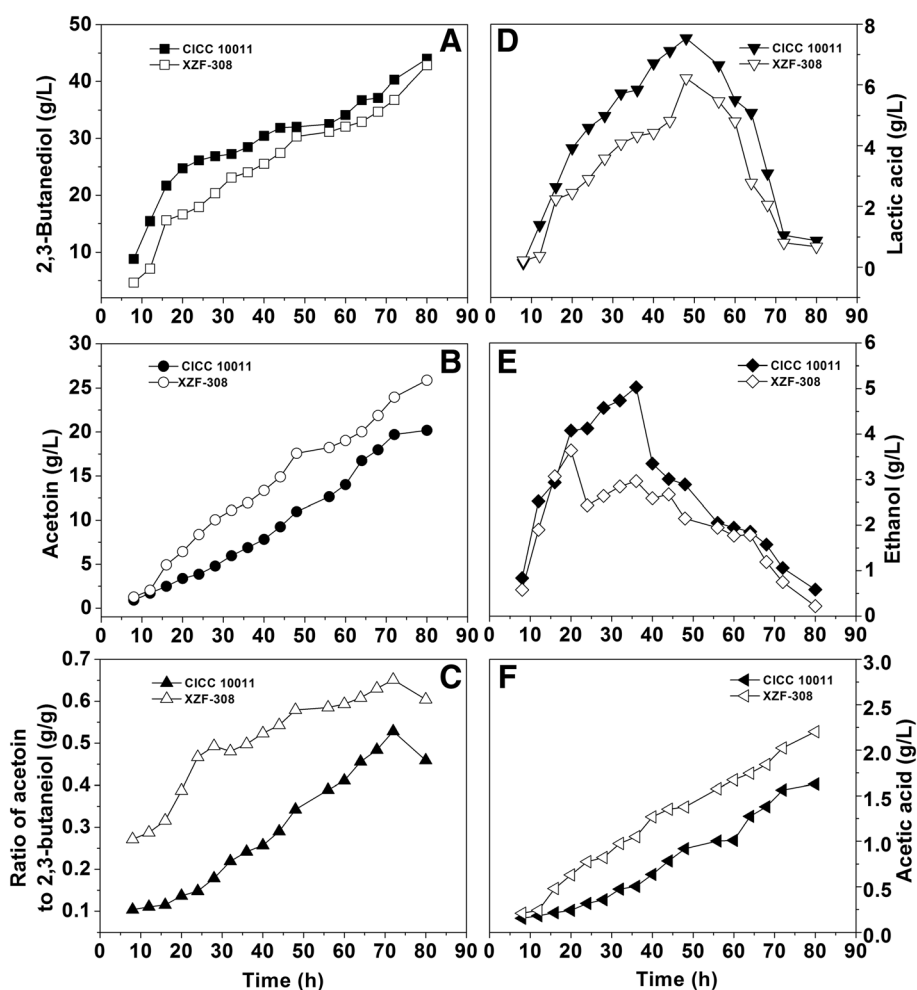 A
CICC 10011
XZF-308
50
40
30
20
10
2,3-Butanediol (g/L)
0 10 20 30 40 50 60 70 80 90
D
CICC 10011
XZF-308
8
6
4
2
0
Lactic acid (g/L)
0 10 20 30 40 50 60 70 80 90
B
CICC 10011
XZF-308
30
25
20
15
10
5
0
Acetoin (g/L)
0 10 20 30 40 50 60 70 80 90
E
CICC 10011
XZF-308
6
5
4
3
2
1
0
Ethanol (g/L)
0 10 20 30 40 50 60 70 80 90
C
CICC 10011
XZF-308
0.7
0.6
0.5
0.3
0.2
0.1
Ratio of acetoin
to 2,3-butaneiol (g/g)
0 10 20 30 40 50 60 70 80 90
Time (h)
F
CICC 10011
XZF-308
3.0
2.5
2.0
1.5
1.0
0.5
0.0
Acetic acid (g/L)
0 10 20 30 40 50 60 70 80 90
Time (h)